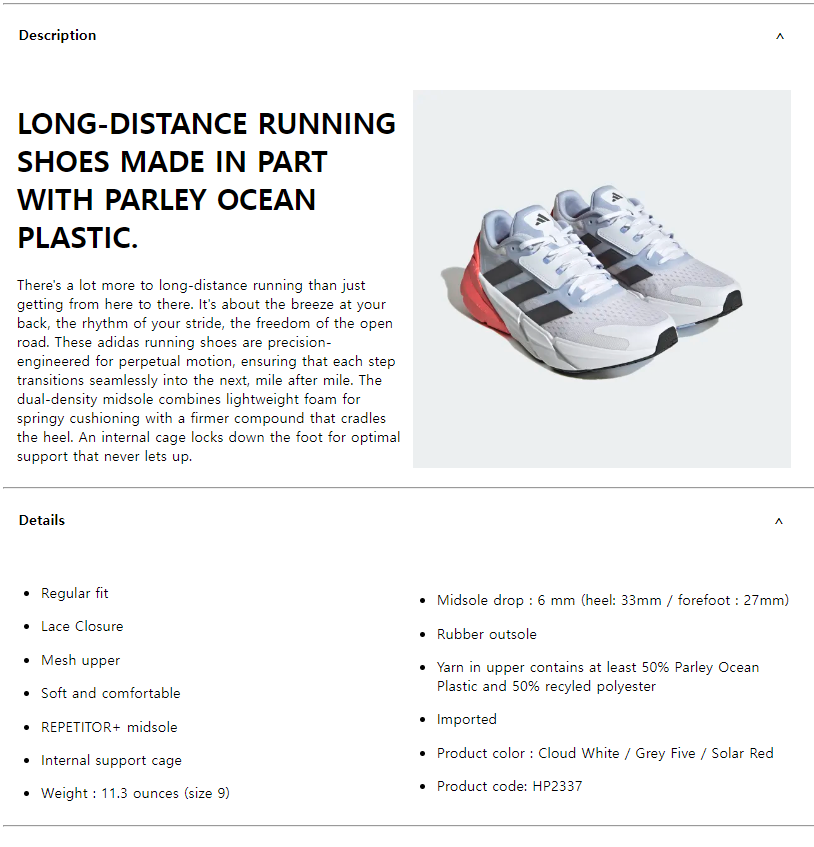 Description
^
LONG-DISTANCE RUNNING
SHOES MADE IN PART
WITH PARLEY OCEAN
PLASTIC.
There's a lot more to long-distance running than just
getting from here to there. It's about the breeze at your
back, the rhythm of your stride, the freedom of the open
road. These adidas running shoes are precision-
engineered for perpetual motion, ensuring that each step
transitions seamlessly into the next, mile after mile. The
dual-density midsole combines lightweight foam for
springy cushioning with a firmer compound that cradles
the heel. An internal cage locks down the foot for optimal
support that never lets up.
Details
^
• Regular fit
• Lace Closure
• Mesh upper
• Soft and comfortable
• REPETITOR+ midsole
• Internal support cage
• Weight : 11.3 ounces (size 9)
• Midsole drop : 6 mm (heel: 33mm / forefoot : 27mm)
• Rubber outsole
• Yarn in upper contains at least 50% Parley Ocean
Plastic and 50% recyled polyester
• Imported
• Product color : Cloud White / Grey Five / Solar Red
• Product code: HP2337